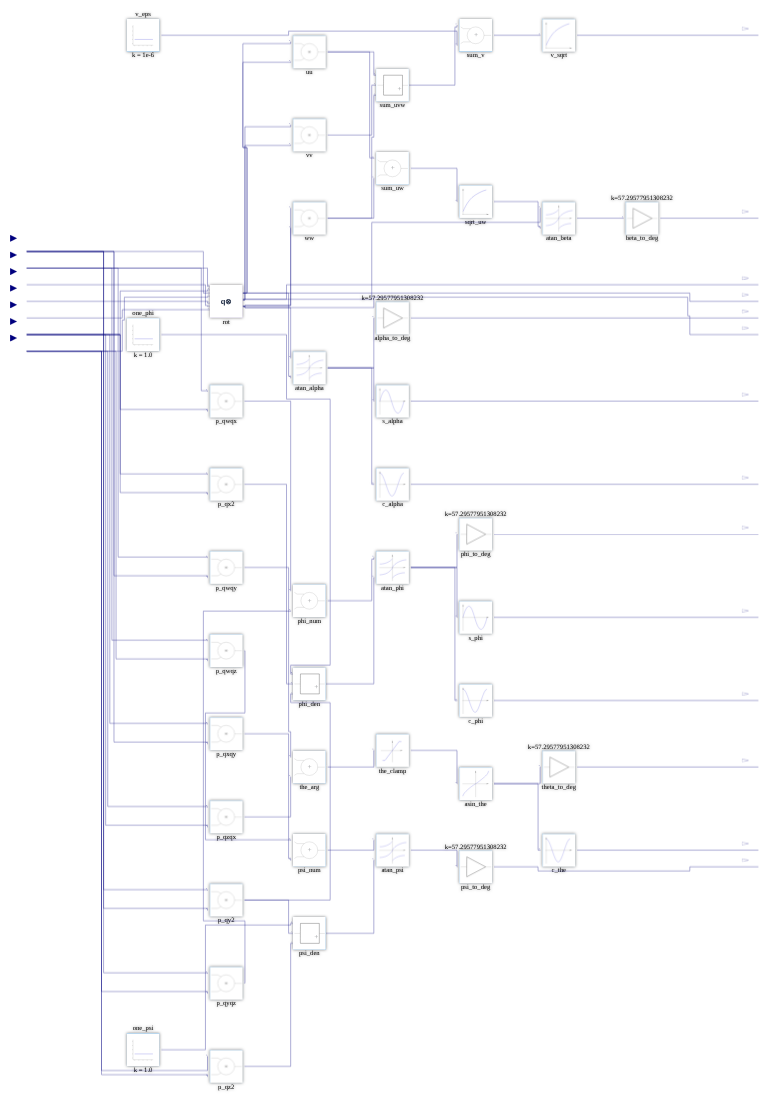 v_eps
k = 1e-6
uu
sum_v
v_sqrt
sum_uvw
vv
sum_uw
k=57.29577951308232
ww
sqrt_uw
atan_beta
beta_to_deg
q⊗
rot
k=57.29577951308232
one_phi
k = 1.0
alpha_to_deg
atan_alpha
p_qwqx
s_alpha
p_qx2
c_alpha
k=57.29577951308232
phi_to_deg
p_qwqy
atan_phi
phi_num
s_phi
p_qwqz
phi_den
c_phi
k=57.29577951308232
p_qxqy
the_clamp
the_arg
asin_the
theta_to_deg
p_qzqx
k=57.29577951308232
psi_num
atan_psi
psi_to_deg
c_the
p_qy2
psi_den
p_qyqz
one_psi
k = 1.0
p_qz2